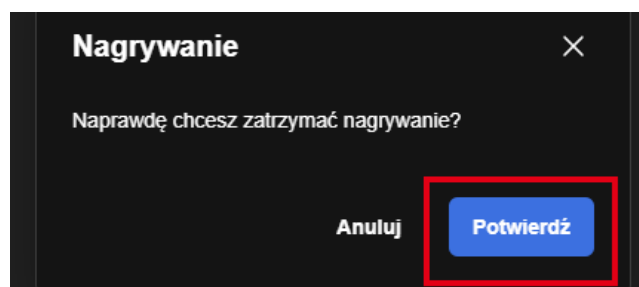 Nagrywanie
Naprawdę chcesz zatrzymać nagrywanie?
Anuluj Potwierdź